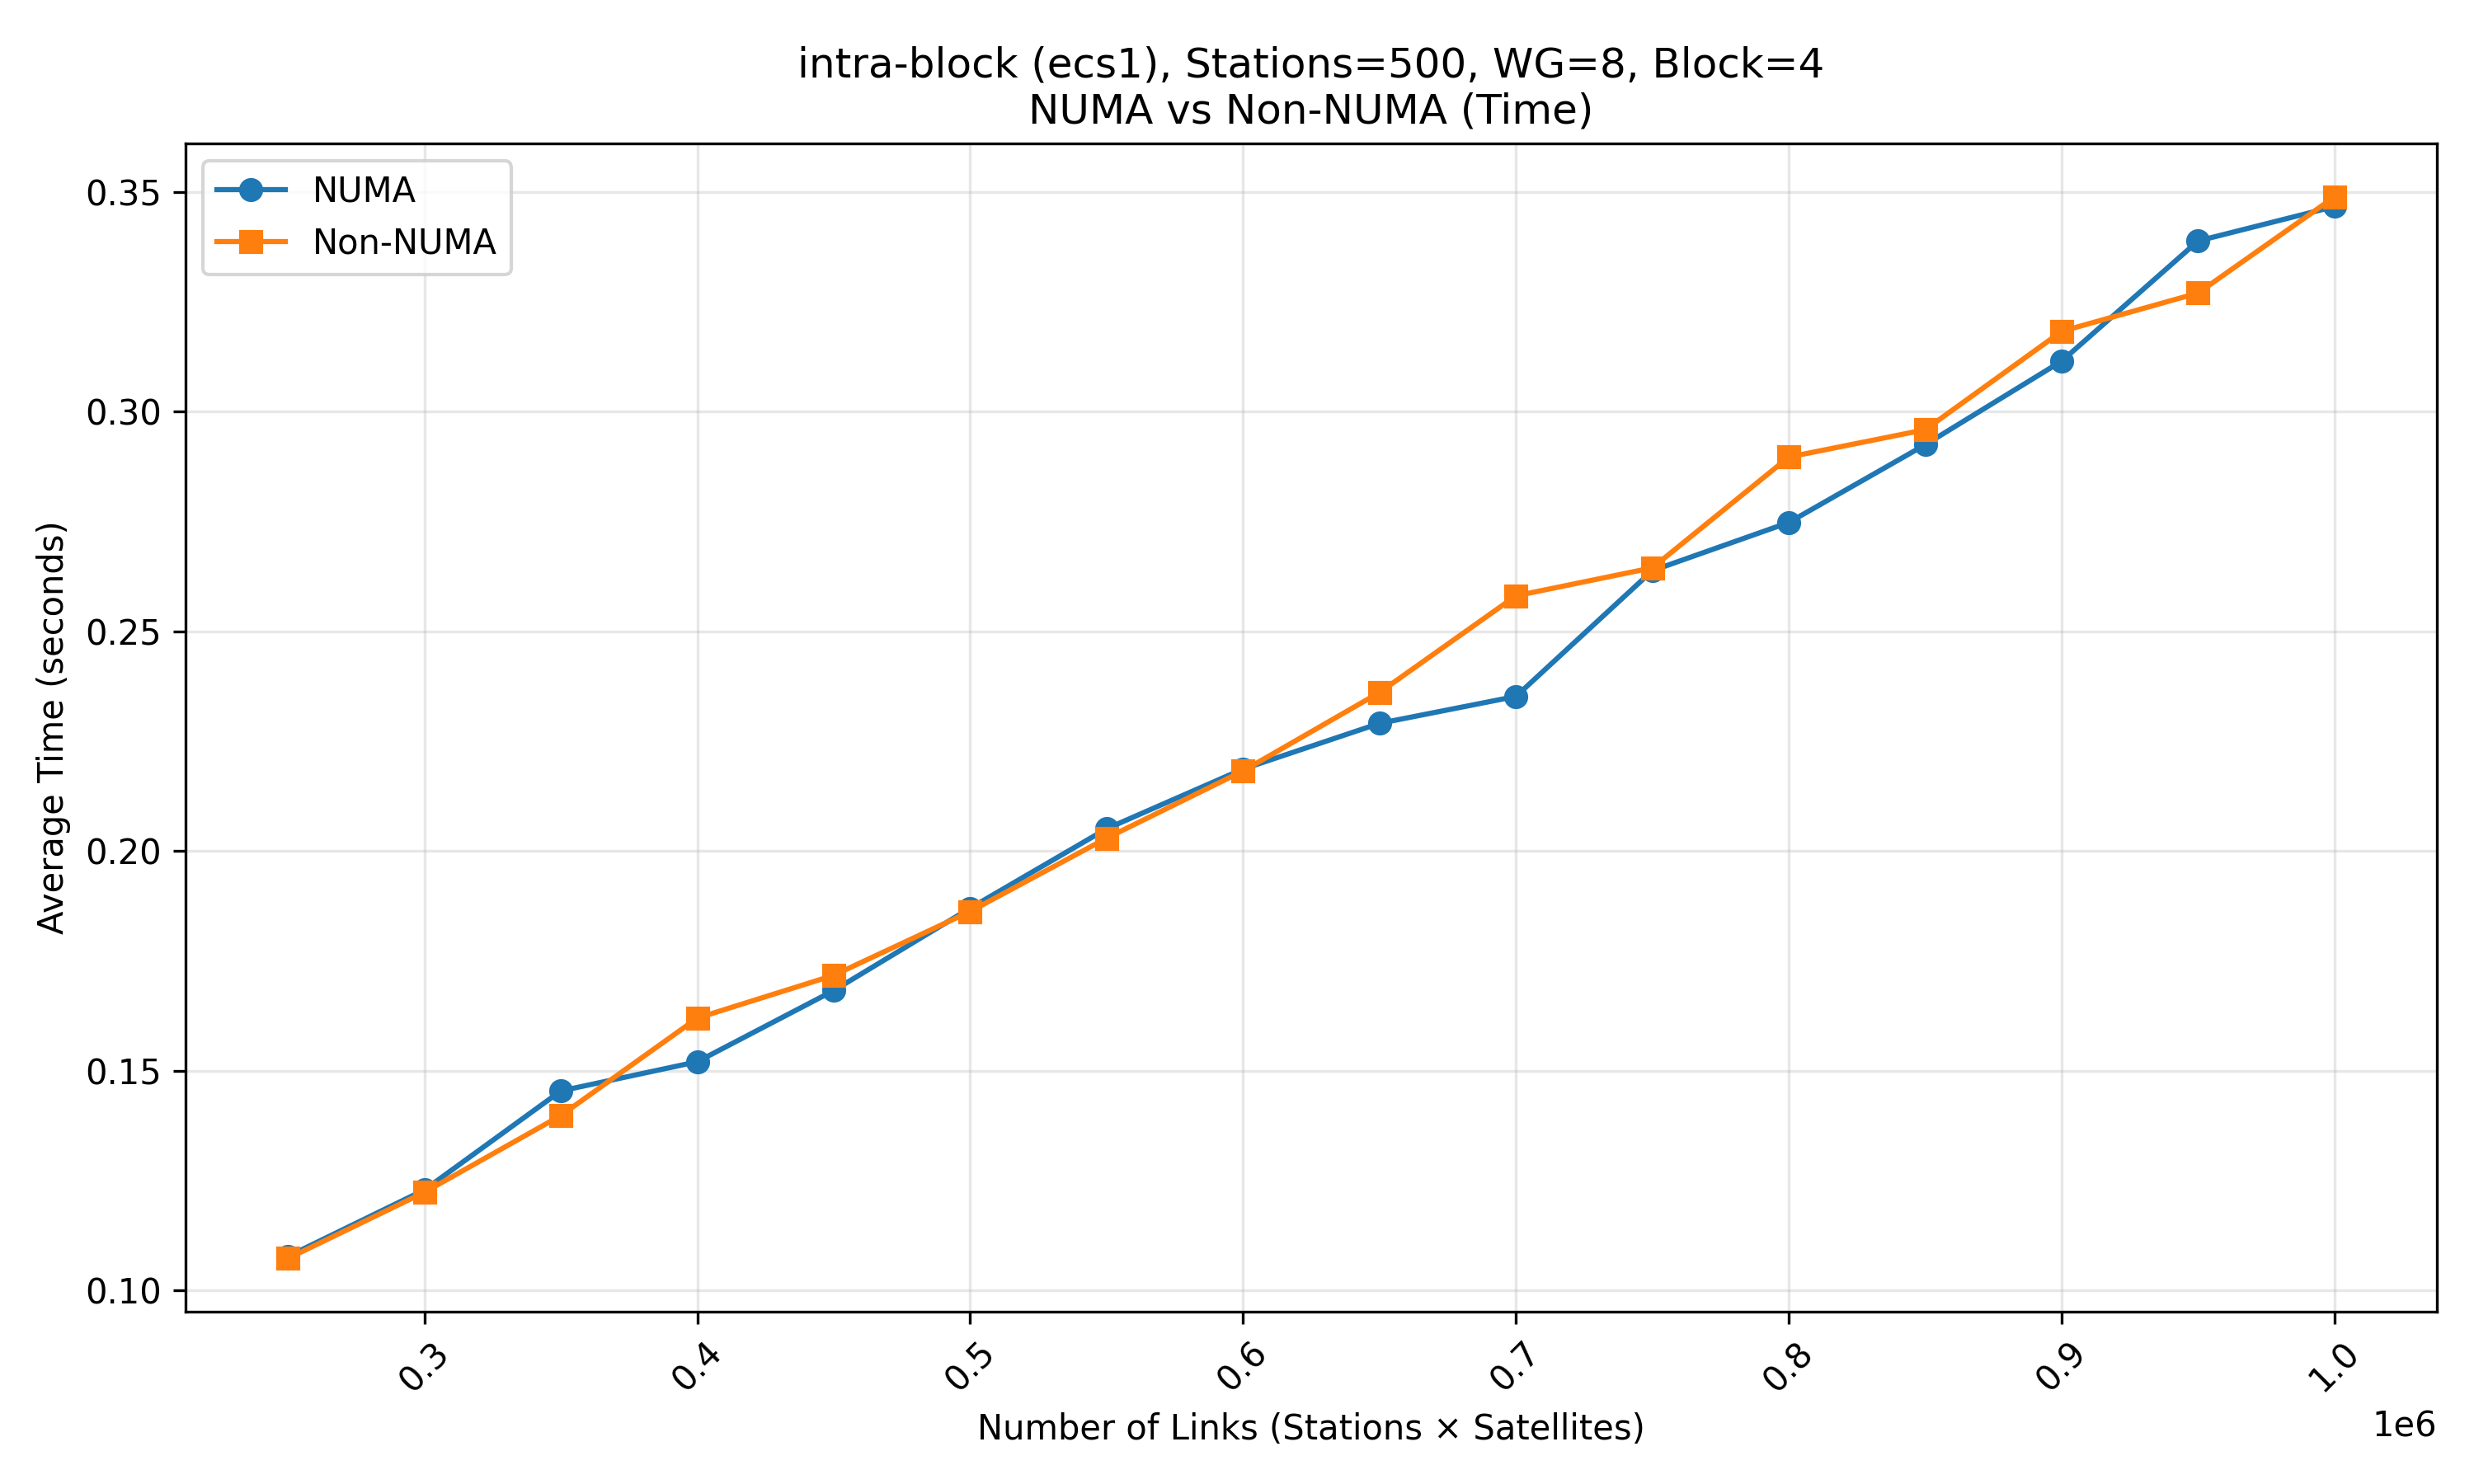 intra-block (ecs1), Stations=500, WG=8, Block=4
NUMA vs Non-NUMA (Time)
NUMA
Non-NUMA
0.35
0.30
0.25
0.20
0.15
0.10
Average Time (seconds)
0.3
0.4
0.5
0.6
0.7
0.8
0.9
1.0
Number of Links (Stations × Satellites)
1e6